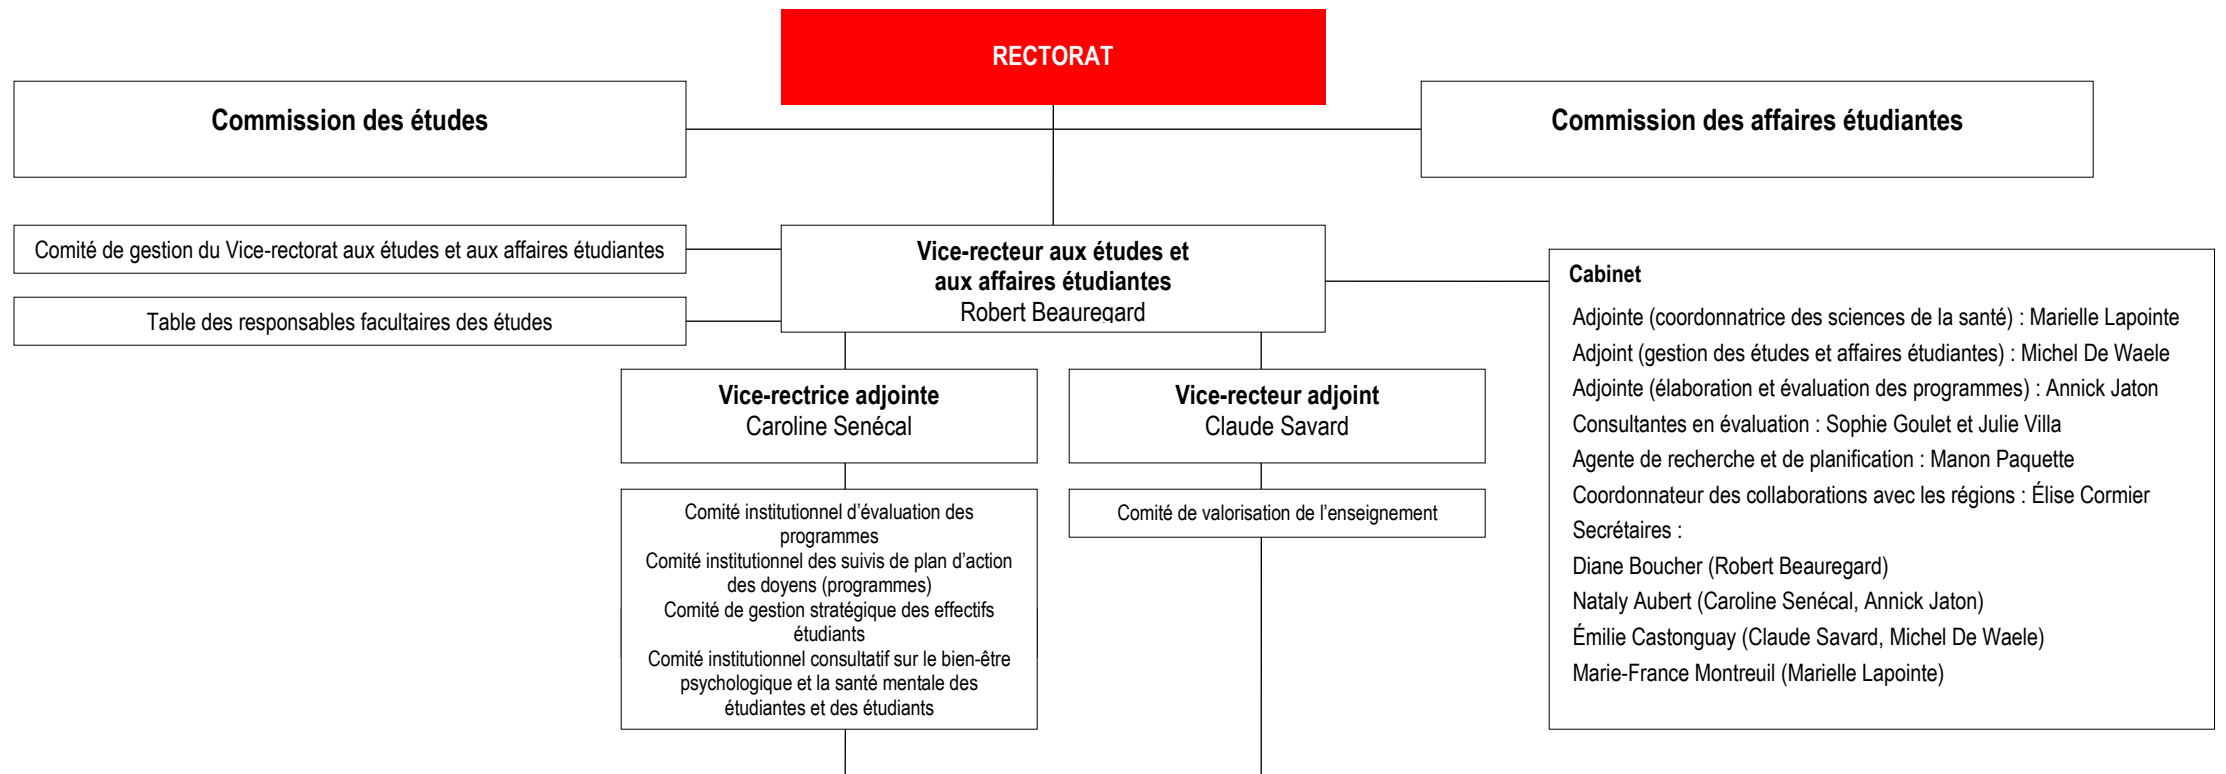 RECTORAT
Commission des études
Commission des affaires étudiantes
Comité de gestion du Vice-rectorat aux études et aux affaires étudiantes
Table des responsables facultaires des études
Vice-recteur aux études et
aux affaires étudiantes
Robert Beauregard
Vice-rectrice adjointe
Caroline Senécal
Vice-recteur adjoint
Claude Savard
Comité institutionnel d’évaluation des
programmes
Comité institutionnel des suivis de plan d’action
des doyens (programmes)
Comité de gestion stratégique des effectifs
étudiants
Comité institutionnel consultatif sur le bien-être
psychologique et la santé mentale des
étudiantes et des étudiants
Comité de valorisation de l’enseignement
Cabinet
Adjointe (coordonnatrice des sciences de la santé) : Marielle Lapointe
Adjoint (gestion des études et affaires étudiantes) : Michel De Waele
Adjointe (élaboration et évaluation des programmes) : Annick Jaton
Consultantes en évaluation : Sophie Goulet et Julie Villa
Agente de recherche et de planification : Manon Paquette
Coordonnateur des collaborations avec les régions : Élise Cormier
Secrétaires :
Diane Boucher (Robert Beauregard)
Nataly Aubert (Caroline Senécal, Annick Jaton)
Émilie Castonguay (Claude Savard, Michel De Waele)
Marie-France Montreuil (Marielle Lapointe)